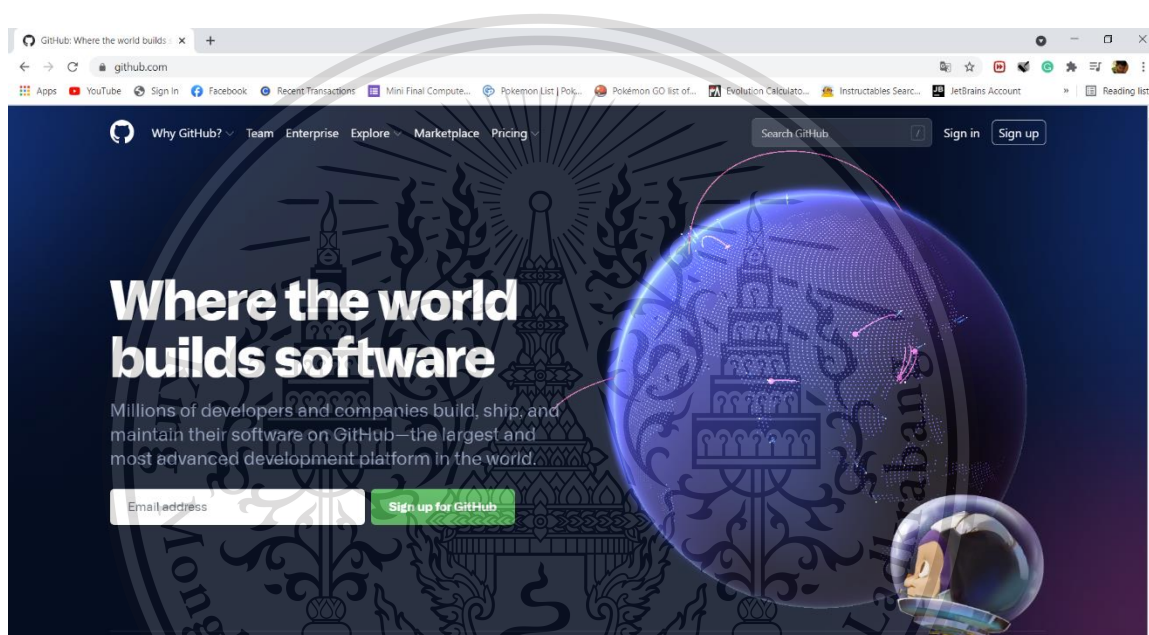 GitHub: Where the world builds s
github.com
Apps YouTube Sign In Facebook Recent Transactions Mini Final Compute... Pokemon List | Pok... Pokémon GO list of... Evolution Calculato... Instructables Searc... JetBrains Account » Reading list
Why GitHub? Team Enterprise Explore Marketplace Pricing Search GitHub / Sign in Sign up
Where the world
builds software
Millions of developers and companies build, ship, and
maintain their software on GitHub—the largest and
most advanced development platform in the world.
Email address Sign up for GitHub